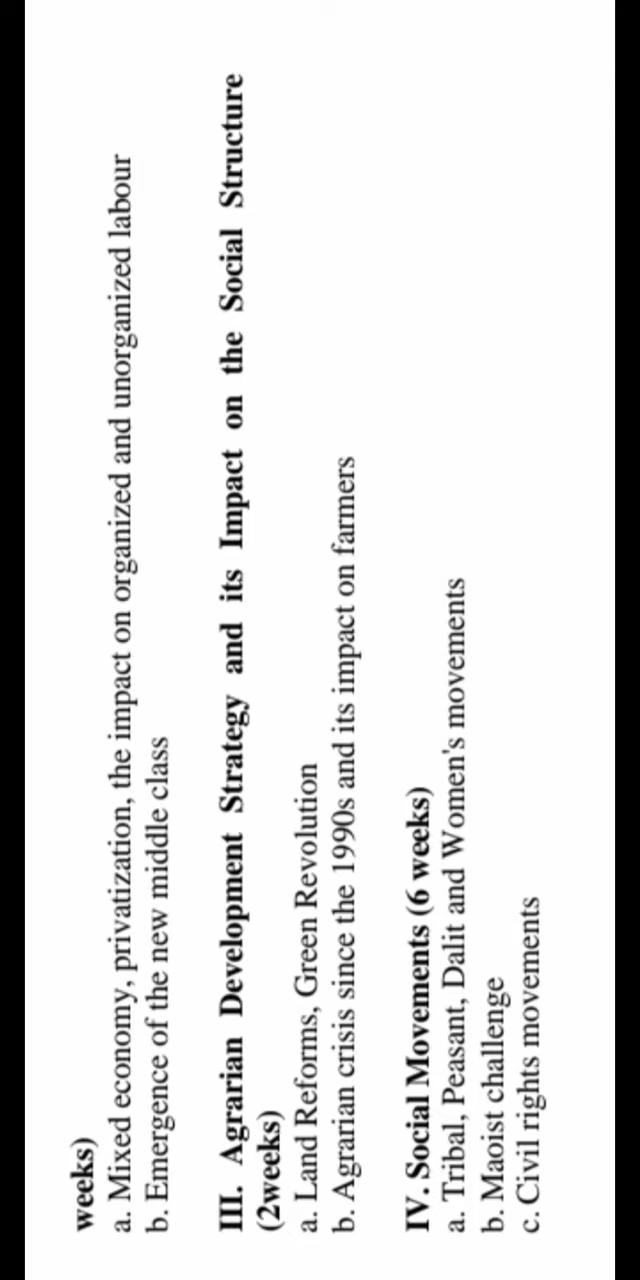 weeks)
a. Mixed economy, privatization, the impact on organized and unorganized labour
b. Emergence of the new middle class
III. Agrarian Development Strategy and its Impact on the Social Structure
(2weeks)
a. Land Reforms, Green Revolution
b. Agrarian crisis since the 1990s and its impact on farmers
IV. Social Movements (6 weeks)
a. Tribal, Peasant, Dalit and Women's movements
b. Maoist challenge
c. Civil rights movements